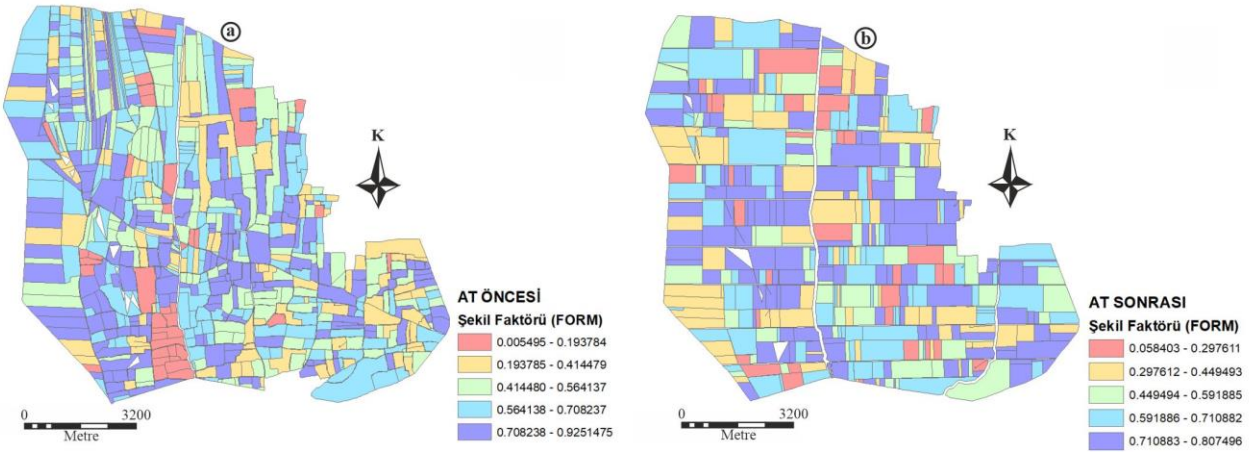 a
K
AT ÖNCESİ
Şekil Faktörü (FORM)
0.005495 - 0.193784
0.193785 - 0.414479
0.414480 - 0.564137
0.564138 - 0.708237
0.708238 - 0.9251475
0 3200
Metre
b
K
AT SONRASI
Şekil Faktörü (FORM)
0.058403 - 0.297611
0.297612 - 0.449493
0.449494 - 0.591885
0.591886 - 0.710882
0.710883 - 0.807496
0 3200
Metre